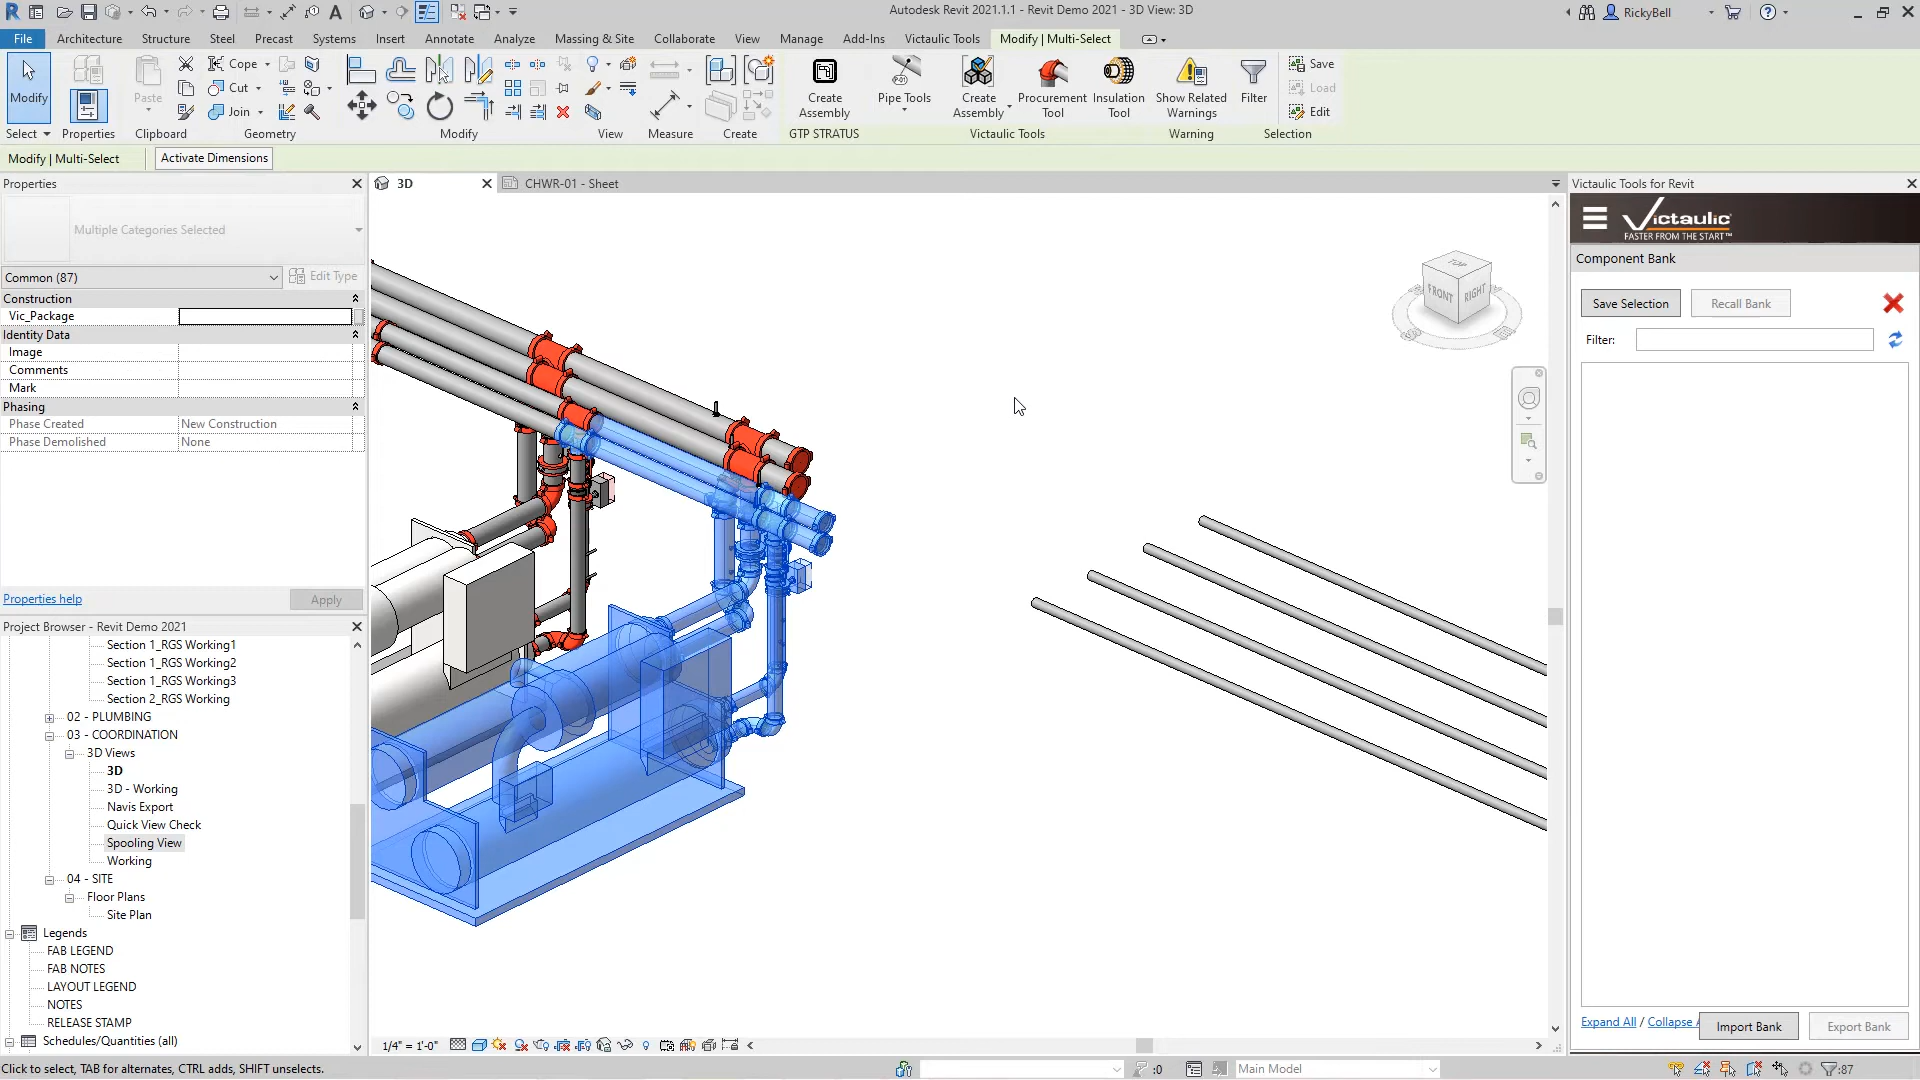 Autodesk Revit 2021.1.1 - Revit Demo 2021 - 3D View: 3D
RickyBell
File
Architecture
Structure
Steel
Precast
Systems
Insert
Annotate
Analyze
Massing & Site
Collaborate
View
Manage
Add-Ins
Victaulic Tools
Modify | Multi-Select
Modify
Select
Properties
Paste
Clipboard
Cope
Cut
Join
Geometry
Modify
View
Measure
Create
Create Assembly
GTP STRATUS
Pipe Tools
Create Assembly
Procurement Tool
Insulation Tool
Victaulic Tools
Show Related Warnings
Warning
Filter
Save
Load
Edit
Selection
Modify | Multi-Select
Activate Dimensions
Properties
Multiple Categories Selected
Common (87)
Edit Type
Construction
Vic_Package
Identity Data
Image
Comments
Mark
Phasing
Phase Created New Construction
Phase Demolished None
Properties help
Apply
Project Browser - Revit Demo 2021
Section 1_RGS Working1
Section 1_RGS Working2
Section 1_RGS Working3
Section 2_RGS Working
02 - PLUMBING
03 - COORDINATION
3D Views
3D
3D - Working
Navis Export
Quick View Check
Spooling View
Working
04 - SITE
Floor Plans
Site Plan
Legends
FAB LEGEND
FAB NOTES
LAYOUT LEGEND
NOTES
RELEASE STAMP
Schedules/Quantities (all)
3D
CHWR-01 - Sheet
TOP
FRONT
RIGHT
1/4" = 1'-0"
Victaulic Tools for Revit
Victaulic
FASTER FROM THE START™
Component Bank
Save Selection
Recall Bank
Filter:
Expand All / Collapse A
Import Bank
Export Bank
Click to select, TAB for alternates, CTRL adds, SHIFT unselects.
:0
Main Model
:87